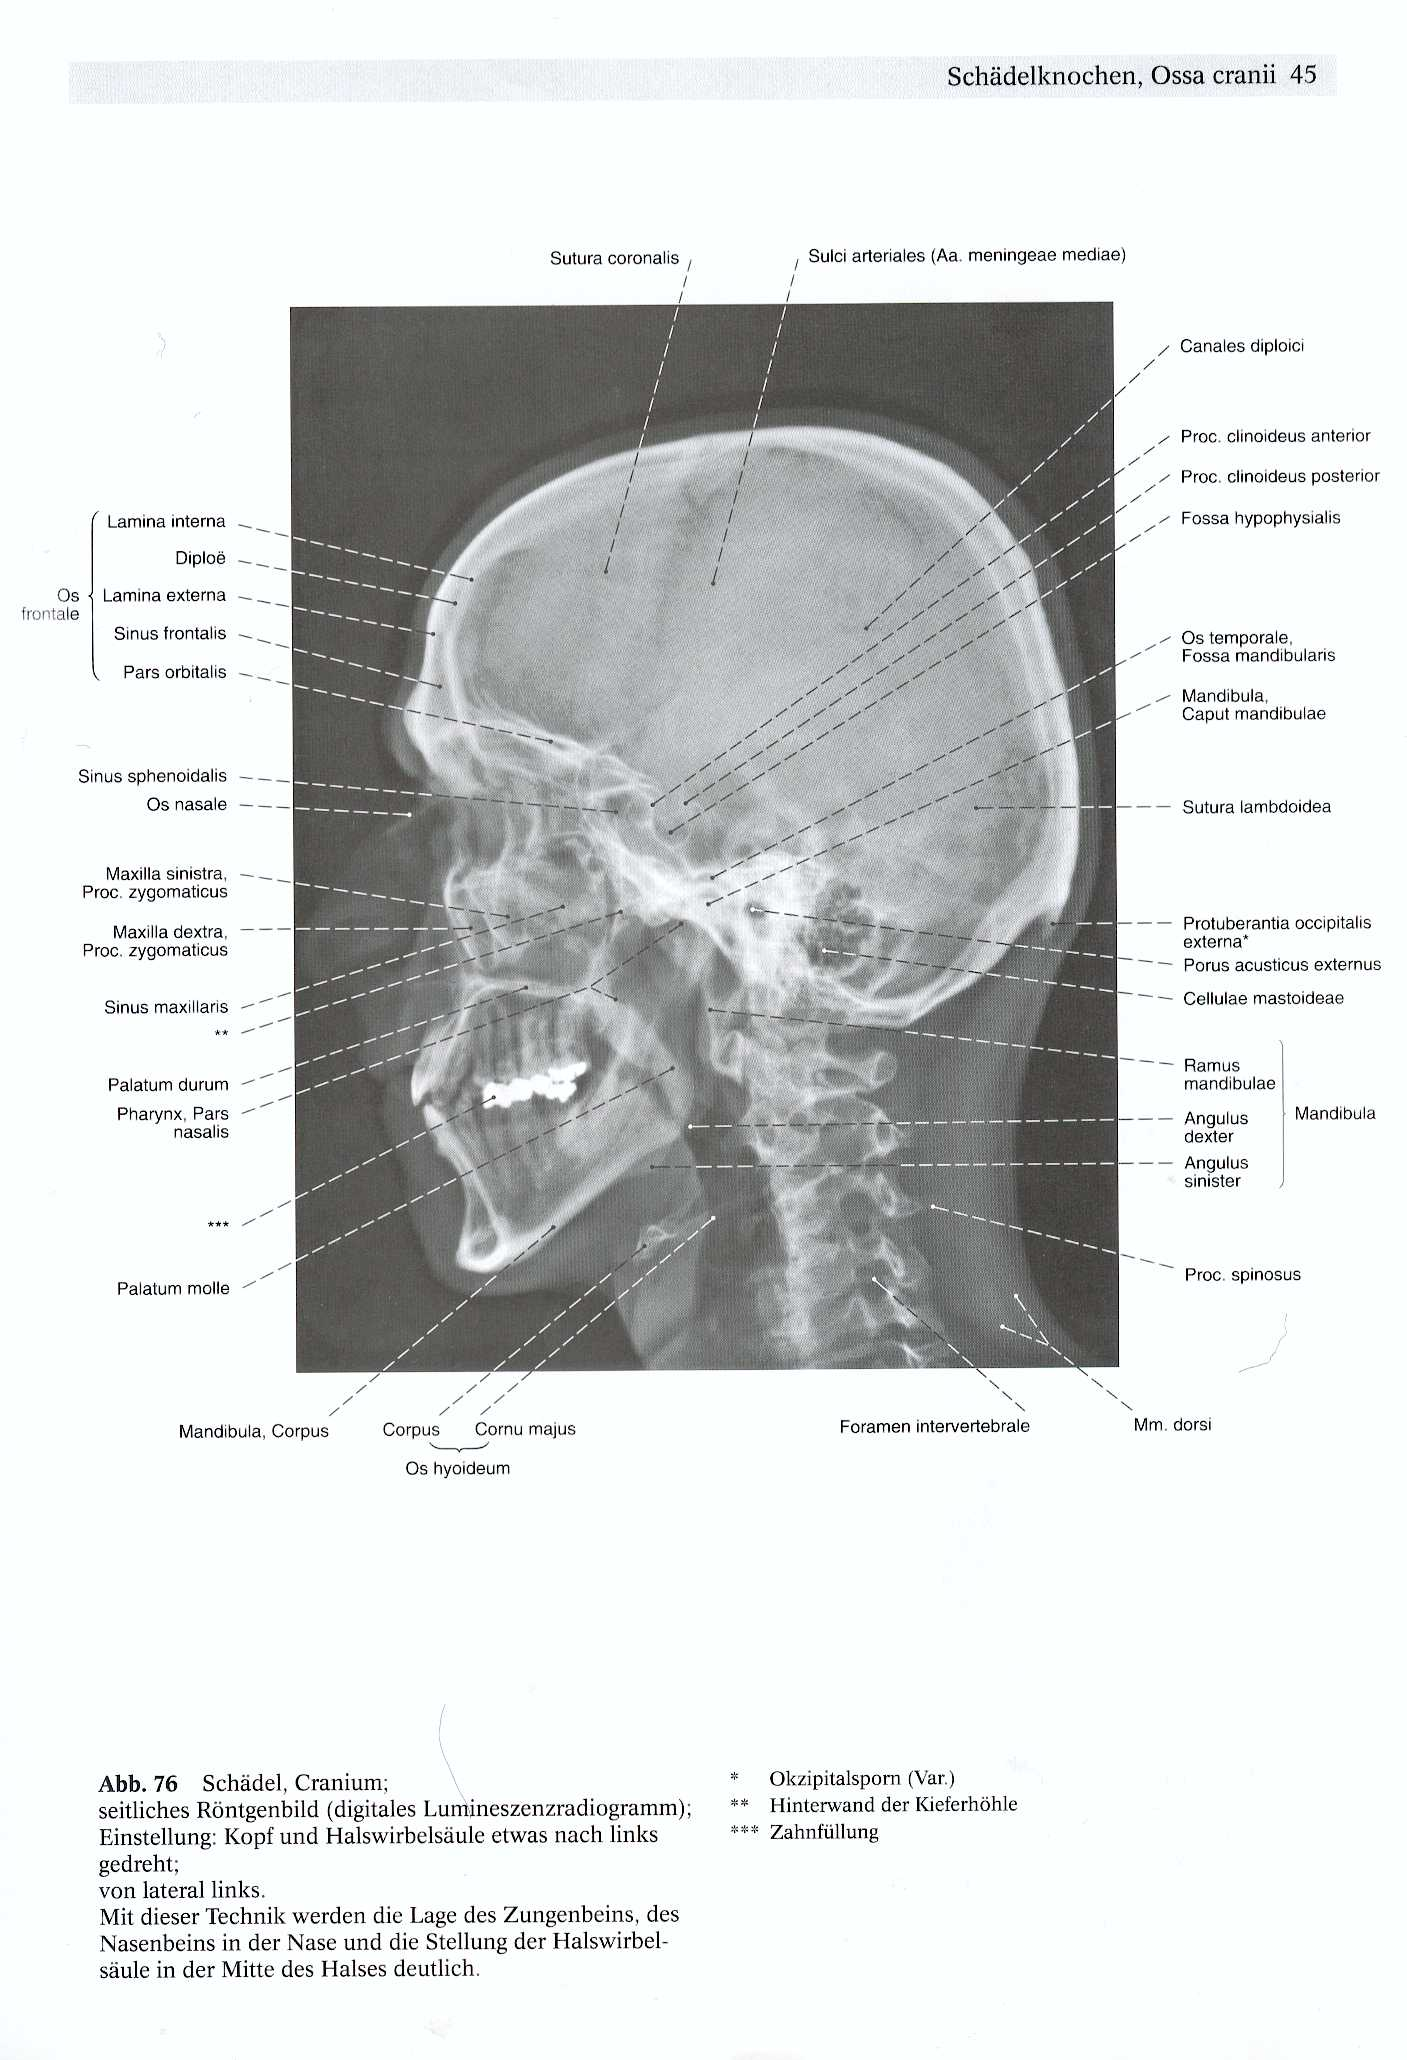 Schädelknochen, Ossa cranii 45
Sutura coronalis
Sulci arteriales (Aa. meningeae mediae)
Canales diploici
Proc. clinoideus anterior
Proc. clinoideus posterior
Fossa hypophysialis
Os temporale,
Fossa mandibularis
Mandibula,
Caput mandibulae
Sutura lambdoidea
Protuberantia occipitalis
externa*
Porus acusticus externus
Cellulae mastoideae
Ramus
mandibulae
Angulus
dexter
Angulus
sinister
Mandibula
Proc. spinosus
Os
frontale
Lamina interna
Diploë
Lamina externa
Sinus frontalis
Pars orbitalis
Sinus sphenoidalis
Os nasale
Maxilla sinistra,
Proc. zygomaticus
Maxilla dextra,
Proc. zygomaticus
Sinus maxillaris
**
Palatum durum
Pharynx, Pars
nasalis
***
Palatum molle
Mandibula, Corpus
Corpus
Cornu majus
Os hyoideum
Foramen intervertebrale
Mm. dorsi
Abb. 76 Schädel, Cranium;
seitliches Röntgenbild (digitales Lumineszenzradiogramm);
Einstellung: Kopf und Halswirbelsäule etwas nach links
gedreht;
von lateral links.
Mit dieser Technik werden die Lage des Zungenbeins, des
Nasenbeins in der Nase und die Stellung der Halswirbel-
säule in der Mitte des Halses deutlich.
* Okzipitalsporn (Var.)
** Hinterwand der Kieferhöhle
*** Zahnfüllung